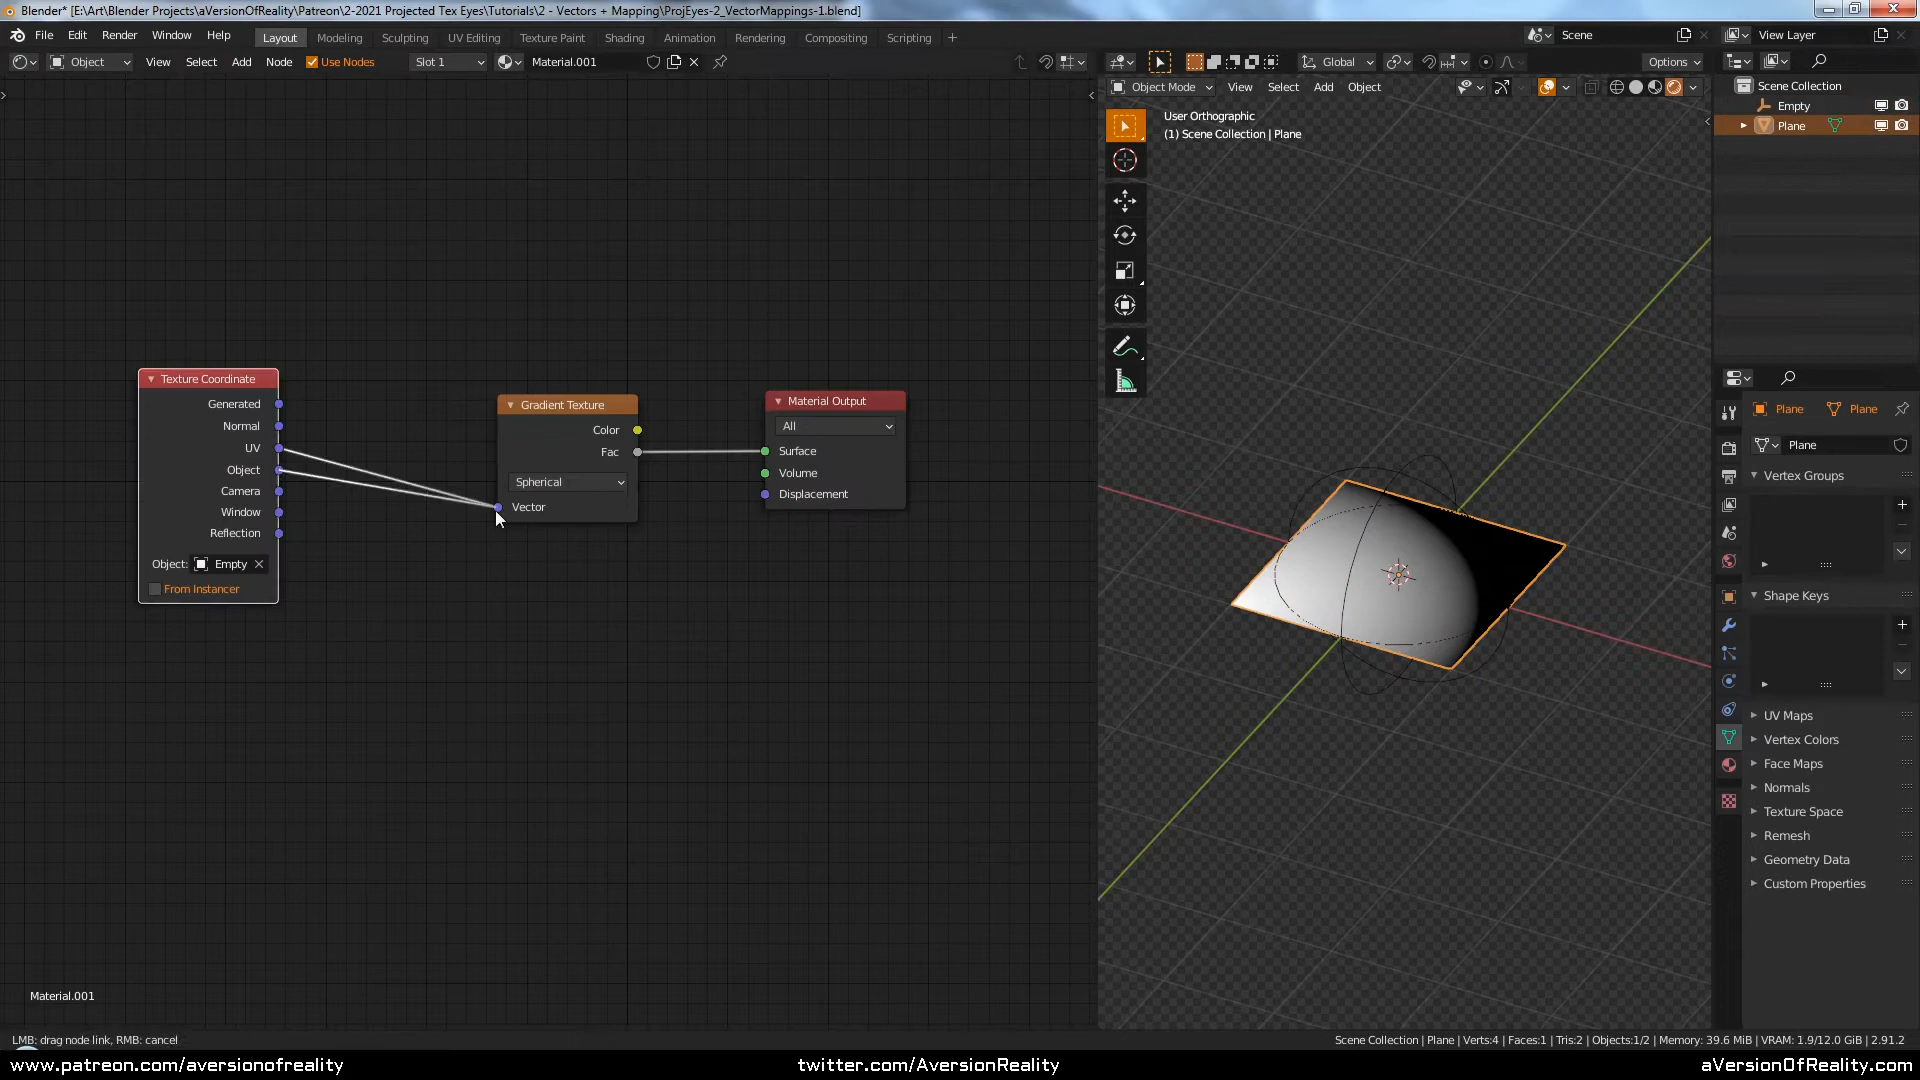 Blender* [E:\Art\Blender Projects\aVersionOfReality\Patreon\2-2021 Projected Tex Eyes\Tutorials\2 - Vectors + Mapping\ProjEyes-2_VectorMappings-1.blend]
File Edit Render Window Help Layout Modeling Sculpting UV Editing Texture Paint Shading Animation Rendering Compositing Scripting + Scene View Layer
Object View Select Add Node Use Nodes Slot 1 Material.001 Global Options
Object Mode View Select Add Object
Scene Collection
Empty
Plane
User Orthographic
(1) Scene Collection | Plane
Texture Coordinate
Generated
Normal
UV
Object
Camera
Window
Reflection
Object: Empty
From Instancer
Gradient Texture
Color
Fac
Spherical
Vector
Material Output
All
Surface
Volume
Displacement
Plane Plane
Plane
Vertex Groups
Shape Keys
UV Maps
Vertex Colors
Face Maps
Normals
Texture Space
Remesh
Geometry Data
Custom Properties
Material.001
LMB: drag node link, RMB: cancel
Scene Collection | Plane | Verts:4 | Faces:1 | Tris:2 | Objects:1/2 | Memory: 39.6 MiB | VRAM: 1.9/12.0 GiB | 2.91.2
www.patreon.com/aversionofreality twitter.com/AversionReality aVersionOfReality.com